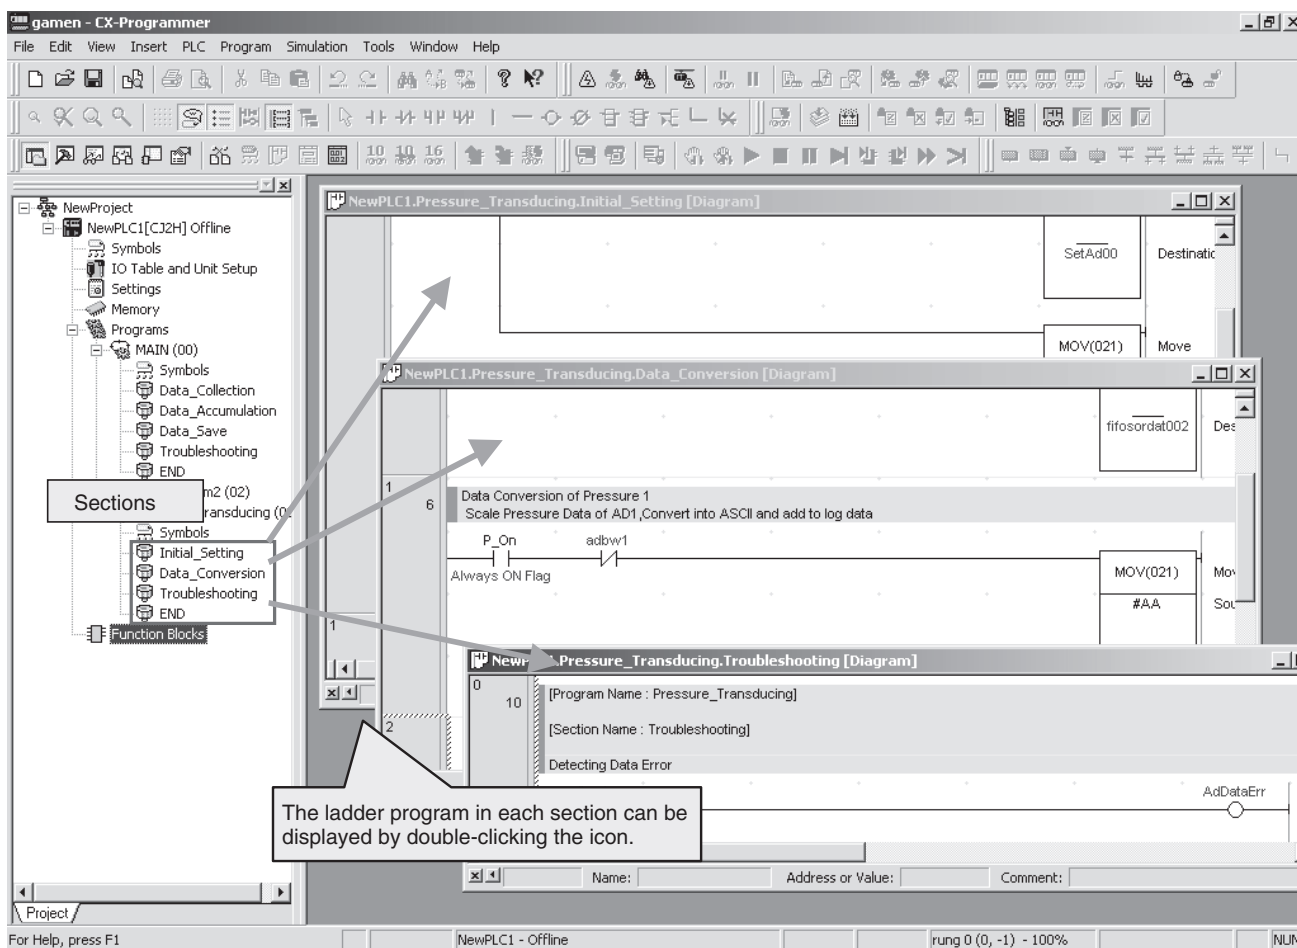 gamen - CX-Programmer
File Edit View Insert PLC Program Simulation Tools Window Help
10 10 16
NewProject
NewPLC1[CJ2H] Offline
Symbols
IO Table and Unit Setup
Settings
Memory
Programs
MAIN (00)
Symbols
Data_Collection
Data_Accumulation
Data_Save
Troubleshooting
END
Sections
m2 (02)
ransducing (0
Symbols
Initial_Setting
Data_Conversion
Troubleshooting
END
Function Blocks
Project
NewPLC1.Pressure_Transducing.Initial_Setting [Diagram]
SetAd00 Destinatic
MOV(021) Move
1
NewPLC1.Pressure_Transducing.Data_Conversion [Diagram]
fifosordat002 Des
1
6
Data Conversion of Pressure 1
Scale Pressure Data of AD1,Convert into ASCII and add to log data
P_On adbw1
Always ON Flag
MOV(021) Mov
#AA Sou
2
NewP .Pressure_Transducing.Troubleshooting [Diagram]
0
10
[Program Name : Pressure_Transducing]
[Section Name : Troubleshooting]
Detecting Data Error
AdDataErr
The ladder program in each section can be
displayed by double-clicking the icon.
Name: Address or Value: Comment:
For Help, press F1 NewPLC1 - Offline rung 0 (0, -1) - 100% NUM